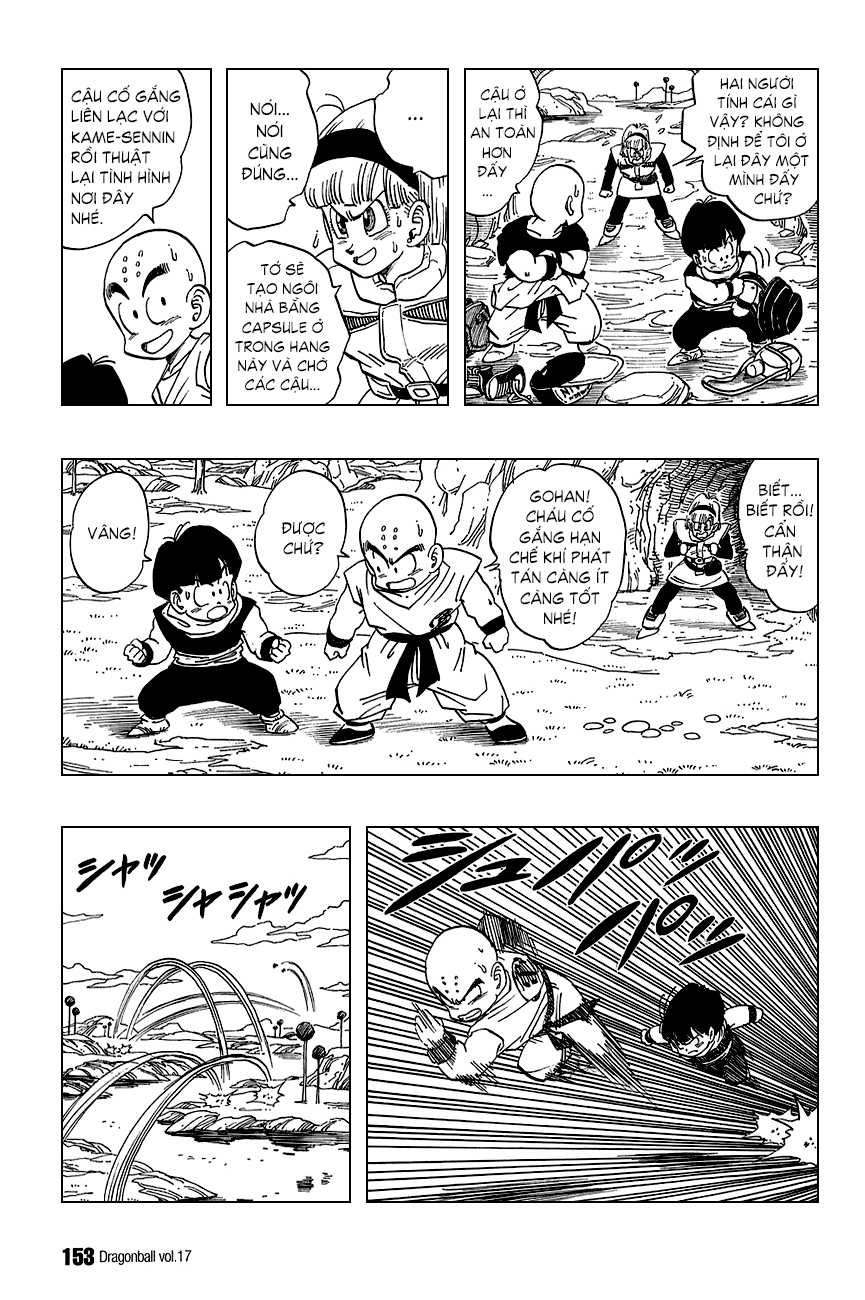 HAI NGƯỜI
TÍNH CÁI GÌ
VẬY? KHÔNG
ĐỊNH ĐỂ TÔI Ở
LẠI ĐÂY MỘT
MÌNH ĐẤY
CHỨ?
CẬU Ở
LẠI THÌ
AN TOÀN
HƠN
ĐẤY
...
...
NÓI...
NÓI
CŨNG
ĐÚNG...
TỚ SẼ
TẠO NGÔI
NHÀ BẰNG
CAPSULE Ở
TRONG HANG
NÀY VÀ CHỜ
CÁC CẬU...
CẬU CỐ GẮNG
LIÊN LẠC VỚI
KAME-SENNIN
RỒI THUẬT
LẠI TÌNH HÌNH
NƠI ĐÂY
NHÉ.
BIẾT...
BIẾT RỒI!
CẨN
THẬN
ĐẤY!
GOHAN!
CHÁU CỐ
GẮNG HẠN
CHẾ KHÍ PHÁT
TÁN CÀNG ÍT
CÀNG TỐT
NHÉ!
ĐƯỢC
CHỨ?
VÂNG!
シュパッ
パパッ
シャッ
シャシャッ
153 Dragonball vol.17